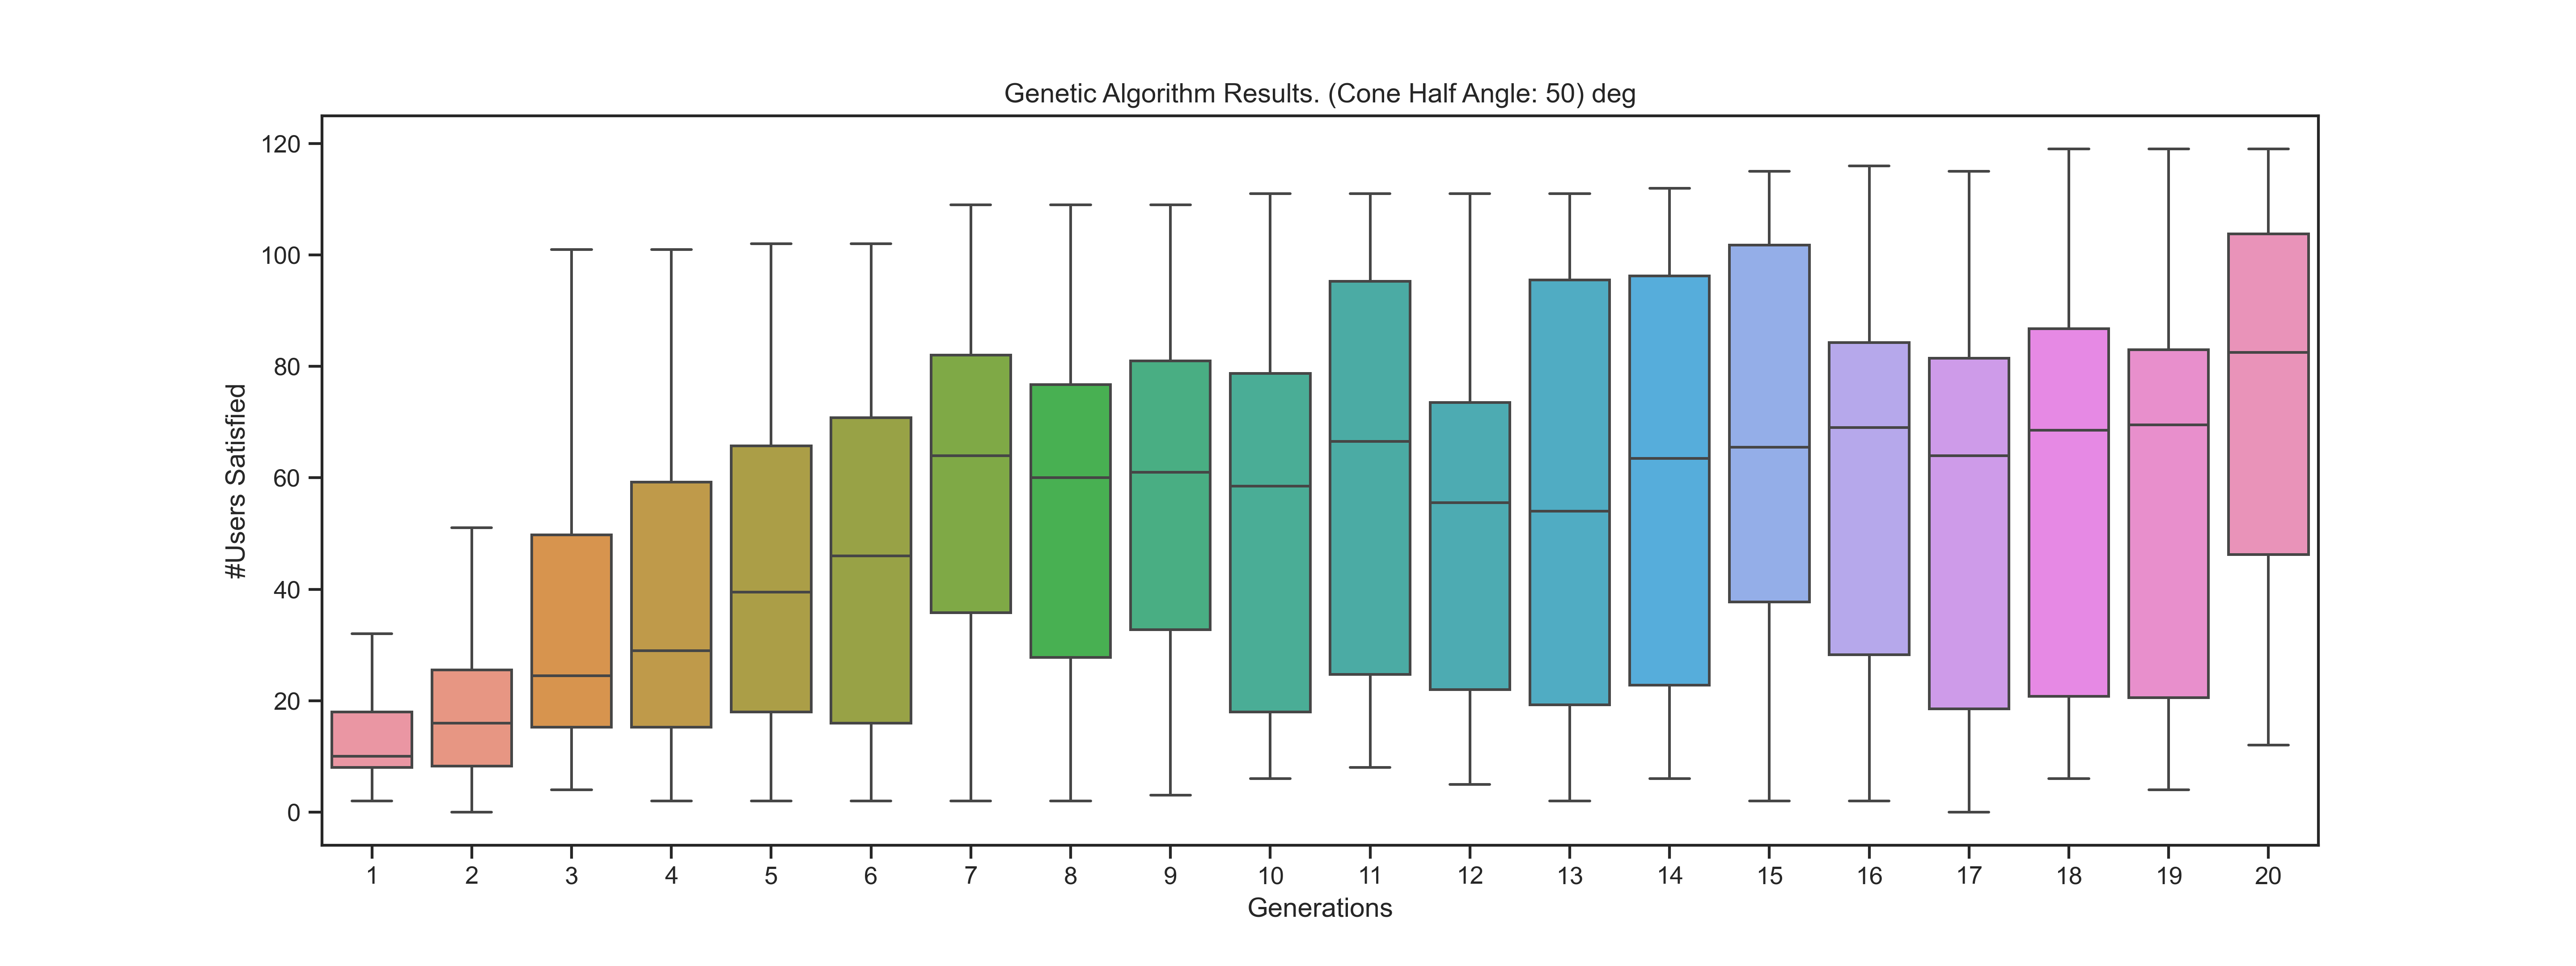 Genetic Algorithm Results. (Cone Half Angle: 50) deg
120
100
80
60
40
20
0
#Users Satisfied
1 2 3 4 5 6 7 8 9 10 11 12 13 14 15 16 17 18 19 20
Generations